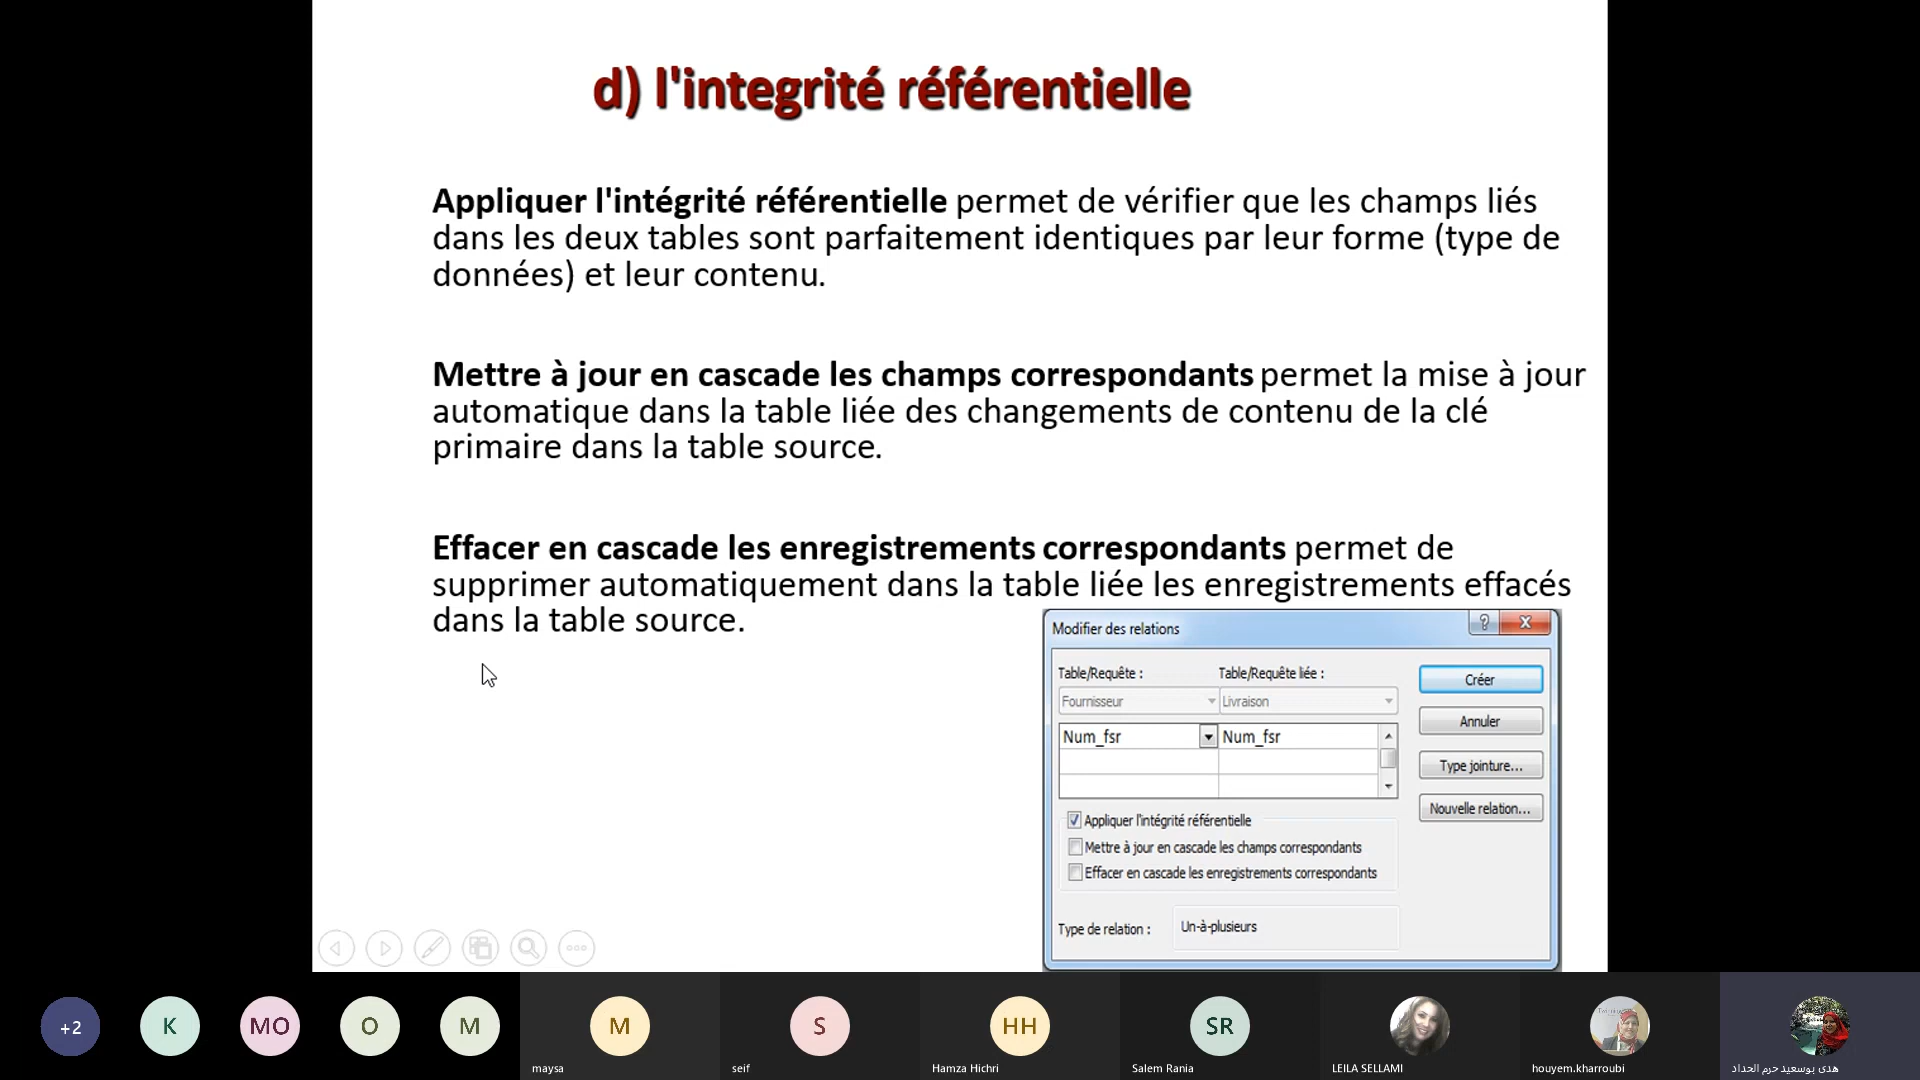 d) l'integrité référentielle
Appliquer l'intégrité référentielle permet de vérifier que les champs liés
dans les deux tables sont parfaitement identiques par leur forme (type de
données) et leur contenu.
Mettre à jour en cascade les champs correspondants permet la mise à jour
automatique dans la table liée des changements de contenu de la clé
primaire dans la table source.
Effacer en cascade les enregistrements correspondants permet de
supprimer automatiquement dans la table liée les enregistrements effacés
dans la table source.
Modifier des relations
Table/Requête : Table/Requête liée :
Fournisseur Livraison
Num_fsr Num_fsr
Créer
Annuler
Type jointure...
Nouvelle relation...
Appliquer l'intégrité référentielle
Mettre à jour en cascade les champs correspondants
Effacer en cascade les enregistrements correspondants
Type de relation : Un-à-plusieurs
+2 K MO O M M S HH SR
maysa seif Hamza Hichri Salem Rania LEILA SELLAMI houyem.kharroubi هدى بوسعيد حرم الحداد